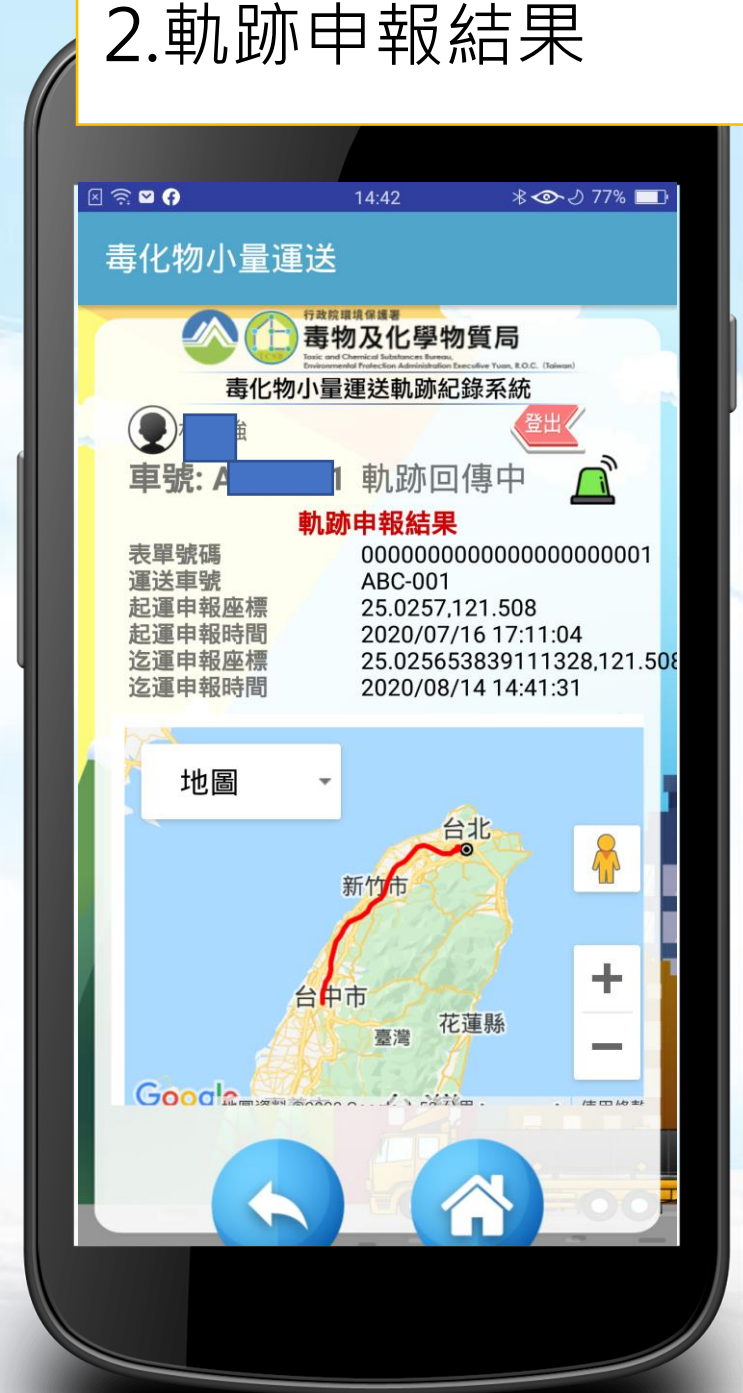 2.軌跡申報結果
14:42
77%
毒化物小量運送
行政院環境保護署
毒物及化學物質局
Toxic and Chemical Substances Bureau,
Environmental Protection Administration Executive Yuan, R.O.C. (Taiwan)
毒化物小量運送軌跡紀錄系統
強
登出
車號: A 1 軌跡回傳中
軌跡申報結果
表單號碼 0000000000000000000001
運送車號 ABC-001
起運申報座標 25.0257,121.508
起運申報時間 2020/07/16 17:11:04
迄運申報座標 25.025653839111328,121.508
迄運申報時間 2020/08/14 14:41:31
地圖
台北
新竹市
台中市
花蓮縣
臺灣
Google